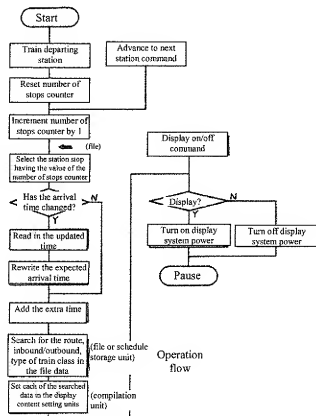 Start
Train departing
station
Advance to next
station command
Reset number of
stops counter
Increment number of
stops counter by 1
(file)
Select the station stop
having the value of the
number of stops counter
Has the arrival
time changed?
N
Y
Read in the updated
time
Rewrite the expected
arrival time
Add the extra time
Search for the route,
inbound/outbound,
type of train class in
the file data
(file or schedule
storage unit)
Set each of the searched
data to the display
content setting units
(compilation
unit)
Display on/off
command
Display?
N
Y
Turn on display
system power
Turn off display
system power
Pause
Operation
flow